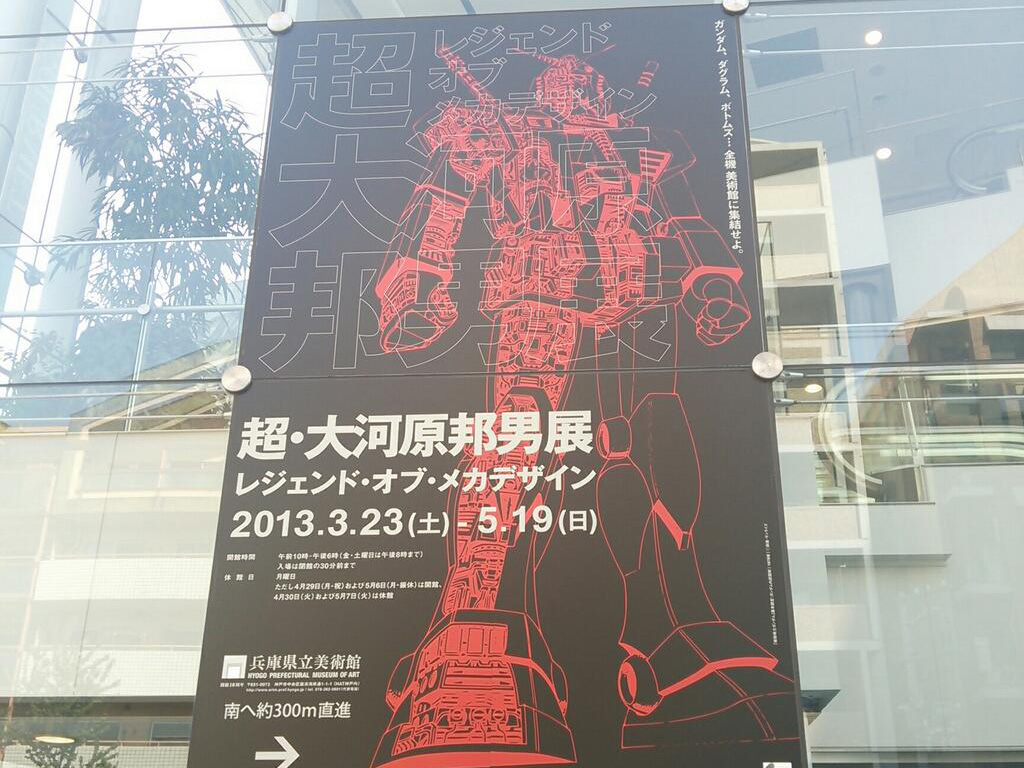 超
大河原
邦男展
レジェンド
オブ
メカデザイン
ガンダム、ダグラム、ボトムズ…全機 美術館に集結せよ。
超・大河原邦男展
レジェンド・オブ・メカデザイン
2013.3.23(土) - 5.19(日)
開館時間 午前10時-午後6時(金・土曜日は午後8時まで)
入場は閉館の30分前まで
休館日 月曜日
ただし4月29日(月・祝)および5月6日(月・振休)は開館、
4月30日(火)および5月7日(火)は休館
兵庫県立美術館
HYOGO PREFECTURAL MUSEUM OF ART
南へ約300m直進
→